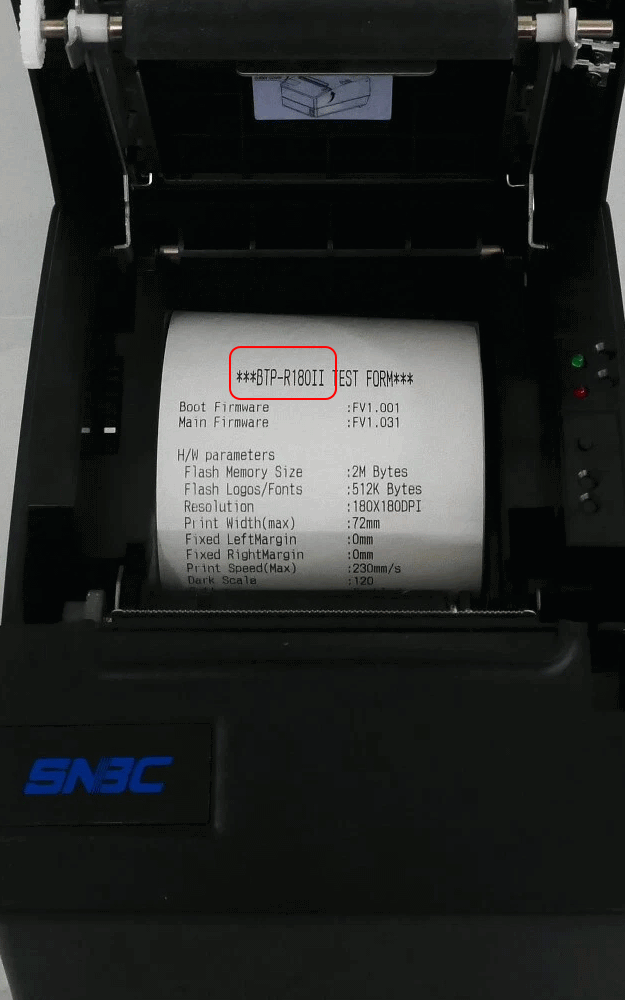 ***BTP-R180II TEST FORM***
Boot Firmware :FV1.001
Main Firmware :FV1.031
H/W parameters
Flash Memory Size :2M Bytes
Flash Logos/Fonts :512K Bytes
Resolution :180X180DPI
Print Width(max) :72mm
Fixed LeftMargin :0mm
Fixed RightMargin :0mm
Print Speed(Max) :230mm/s
Dark Scale :120
SNBC